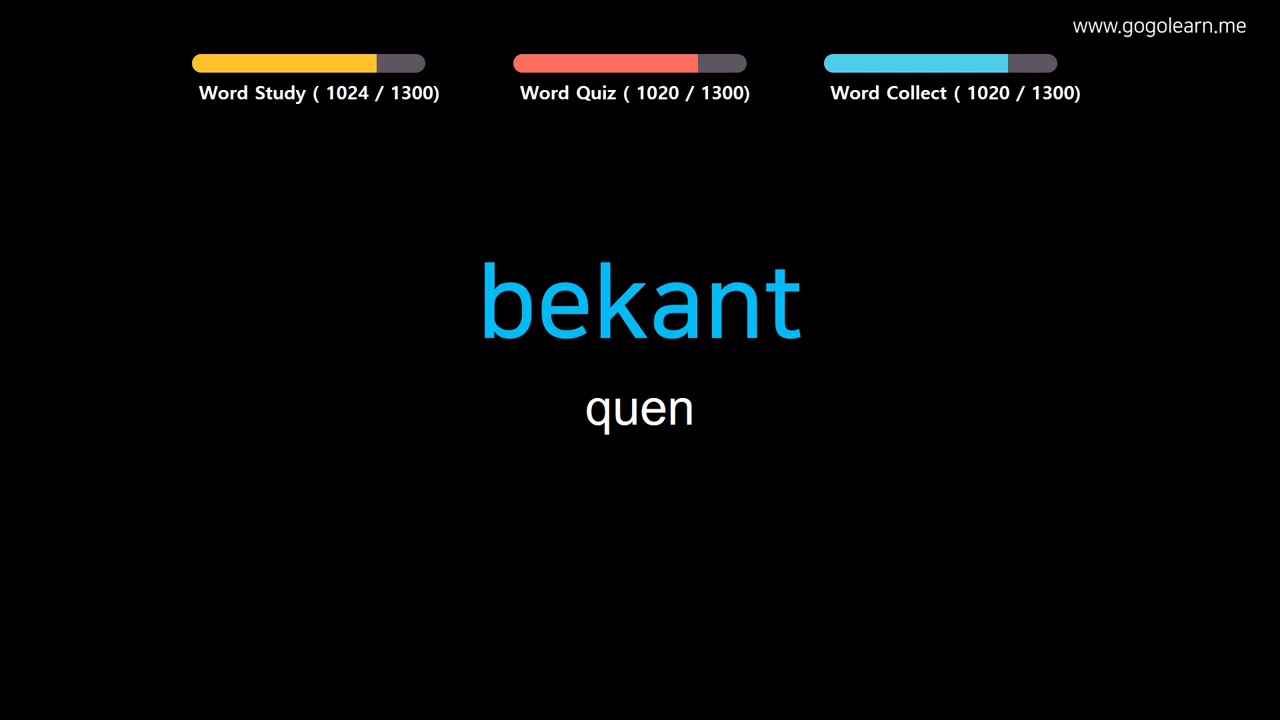 www.gogolearn.me
Word Study ( 1024 / 1300)
Word Quiz ( 1020 / 1300)
Word Collect ( 1020 / 1300)
bekant
quen